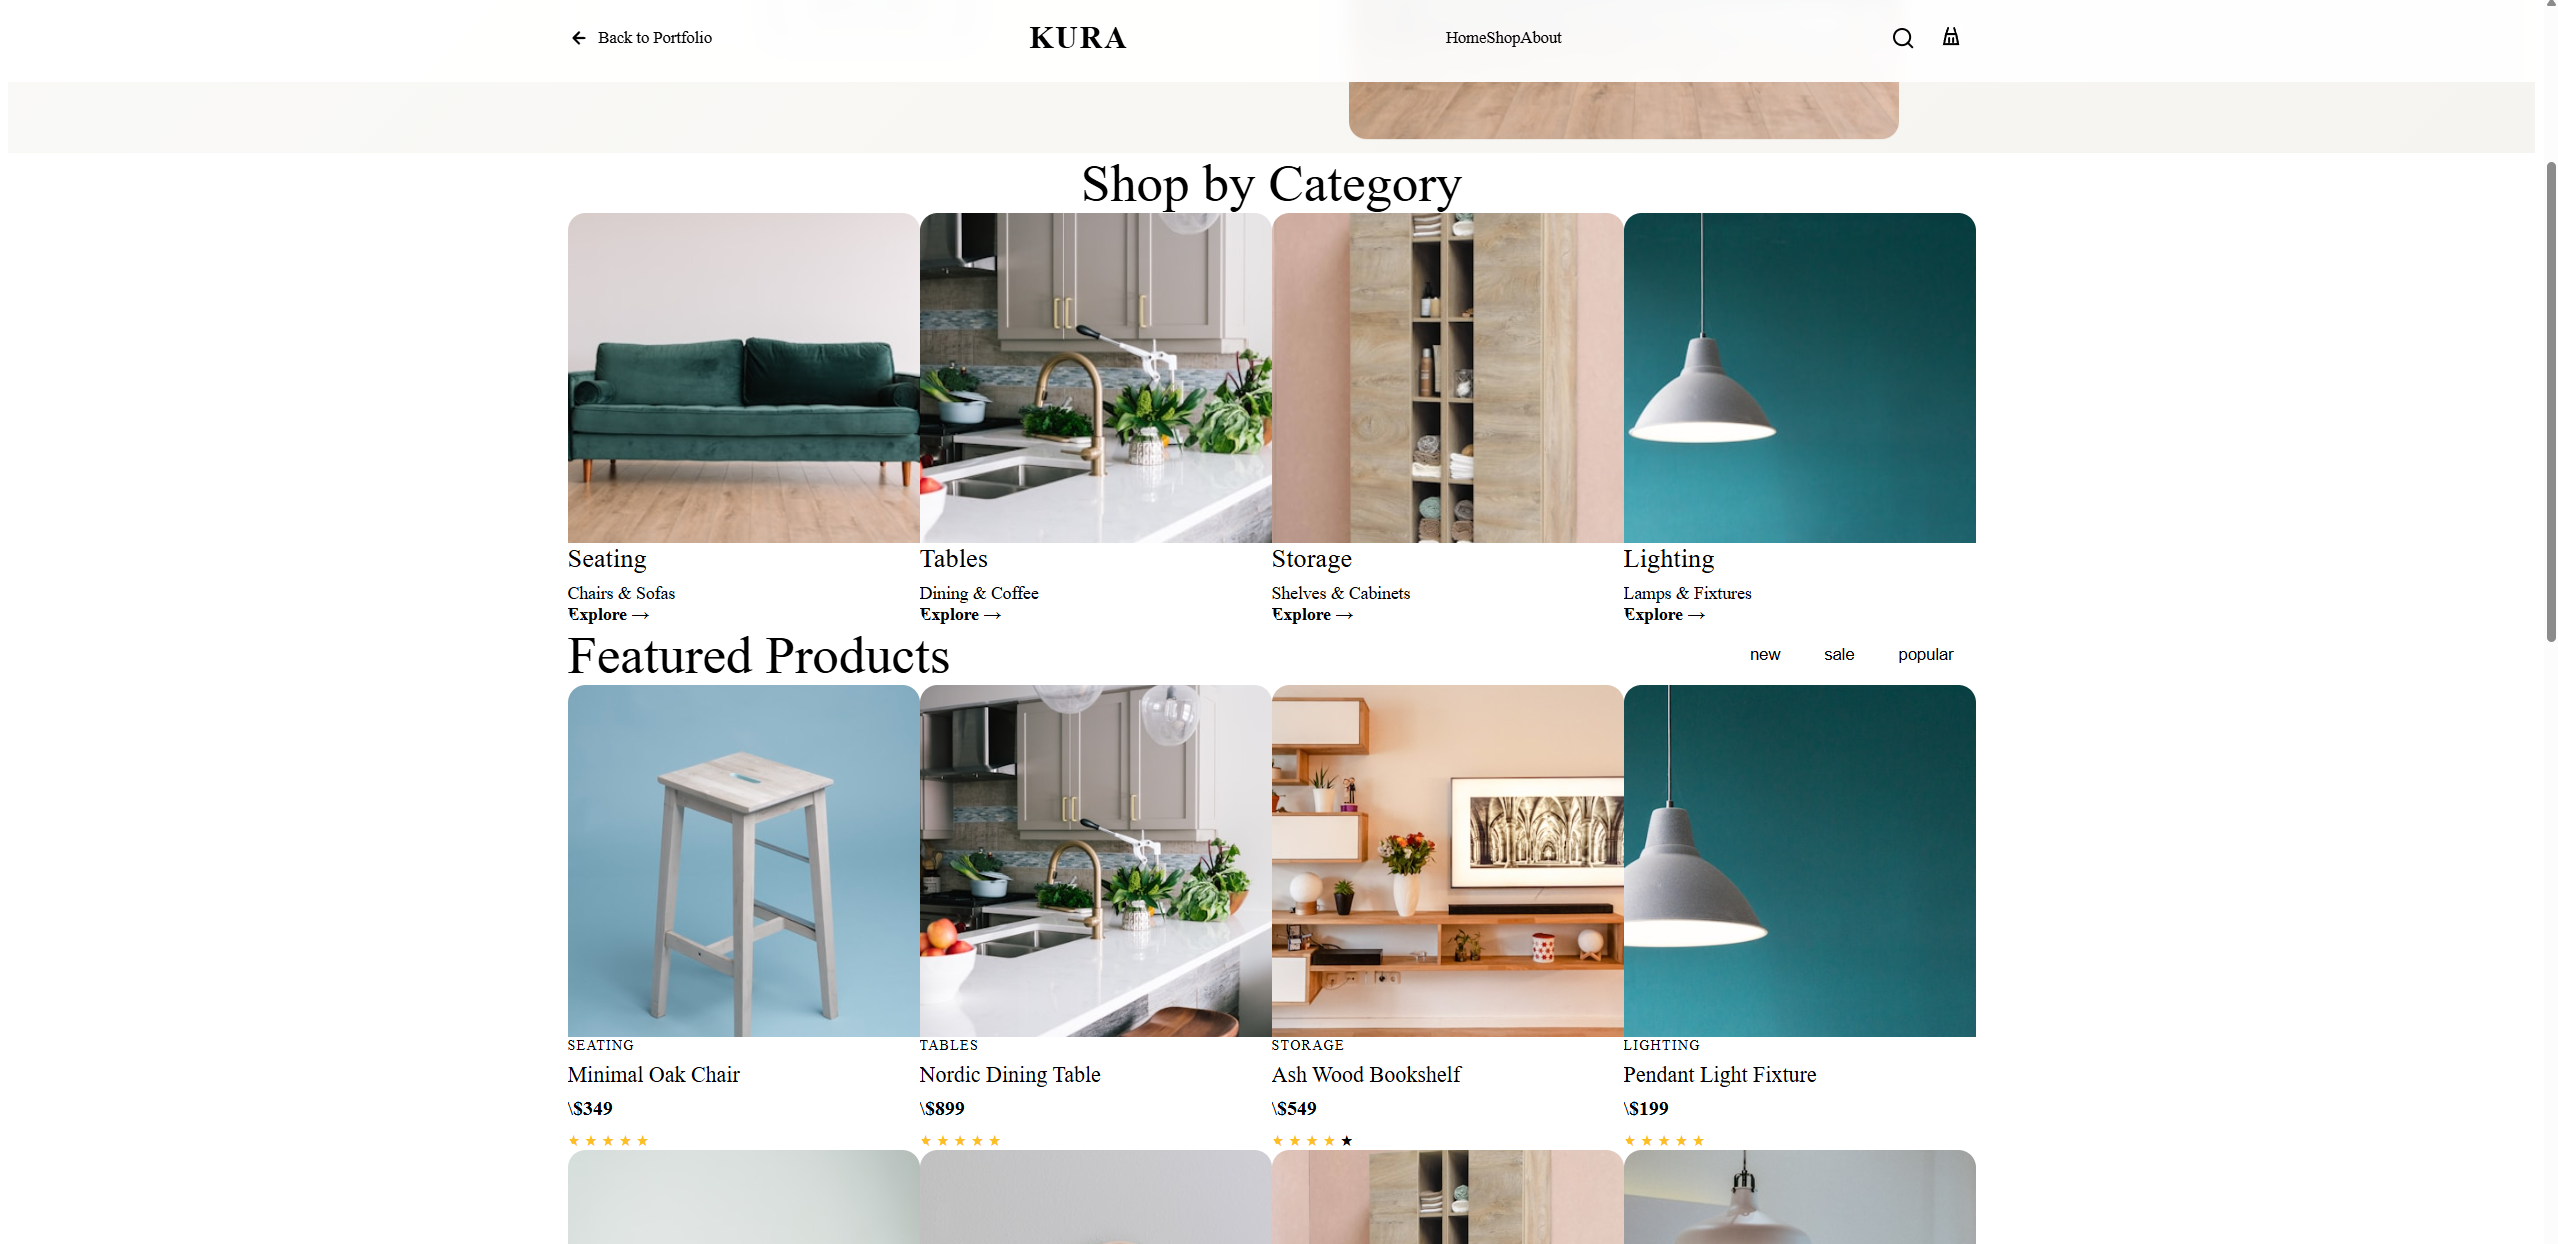 Back to Portfolio
KURA
HomeShopAbout
Shop by Category
Seating
Chairs & Sofas
Explore →
Tables
Dining & Coffee
Explore →
Storage
Shelves & Cabinets
Explore →
Lighting
Lamps & Fixtures
Explore →
Featured Products
new
sale
popular
SEATING
Minimal Oak Chair
\$349
★ ★ ★ ★ ★
TABLES
Nordic Dining Table
\$899
★ ★ ★ ★ ★
STORAGE
Ash Wood Bookshelf
\$549
★ ★ ★ ★ ★
LIGHTING
Pendant Light Fixture
\$199
★ ★ ★ ★ ★